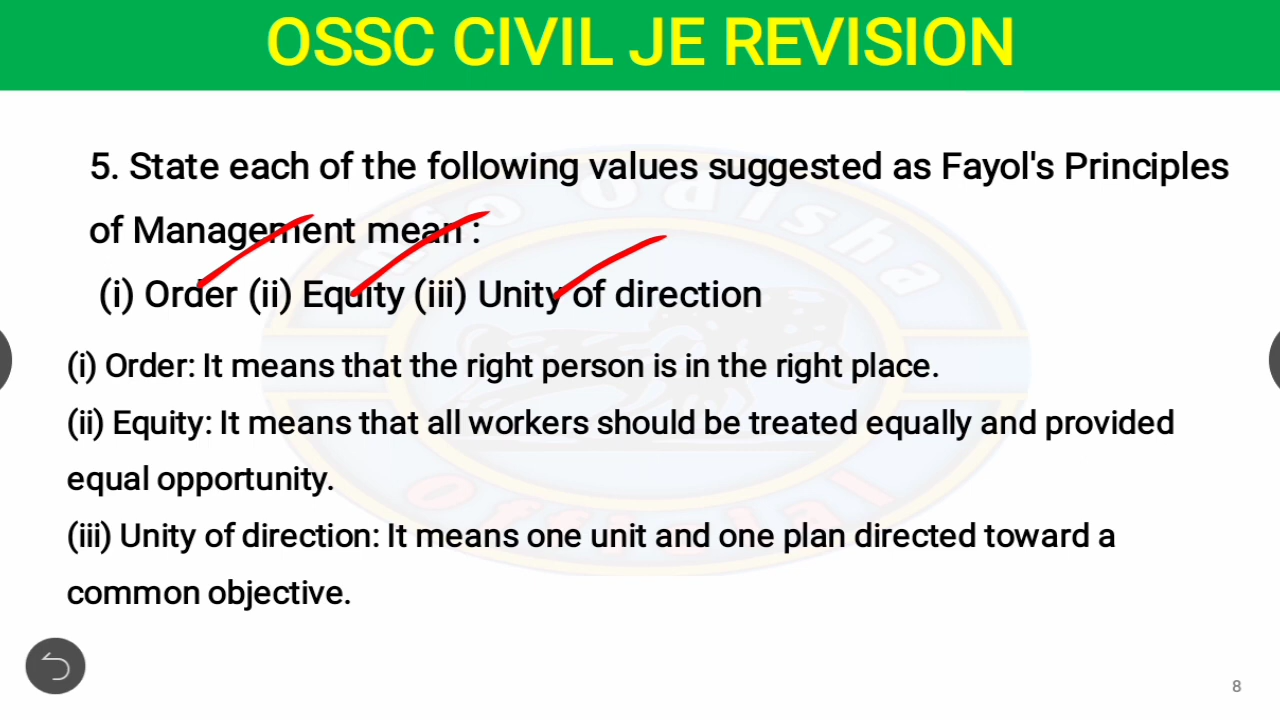 OSSC CIVIL JE REVISION
5. State each of the following values suggested as Fayol's Principles
of Management mean :
(i) Order (ii) Equity (iii) Unity of direction
(i) Order: It means that the right person is in the right place.
(ii) Equity: It means that all workers should be treated equally and provided
equal opportunity.
(iii) Unity of direction: It means one unit and one plan directed toward a
common objective.
Odisha
Official
8